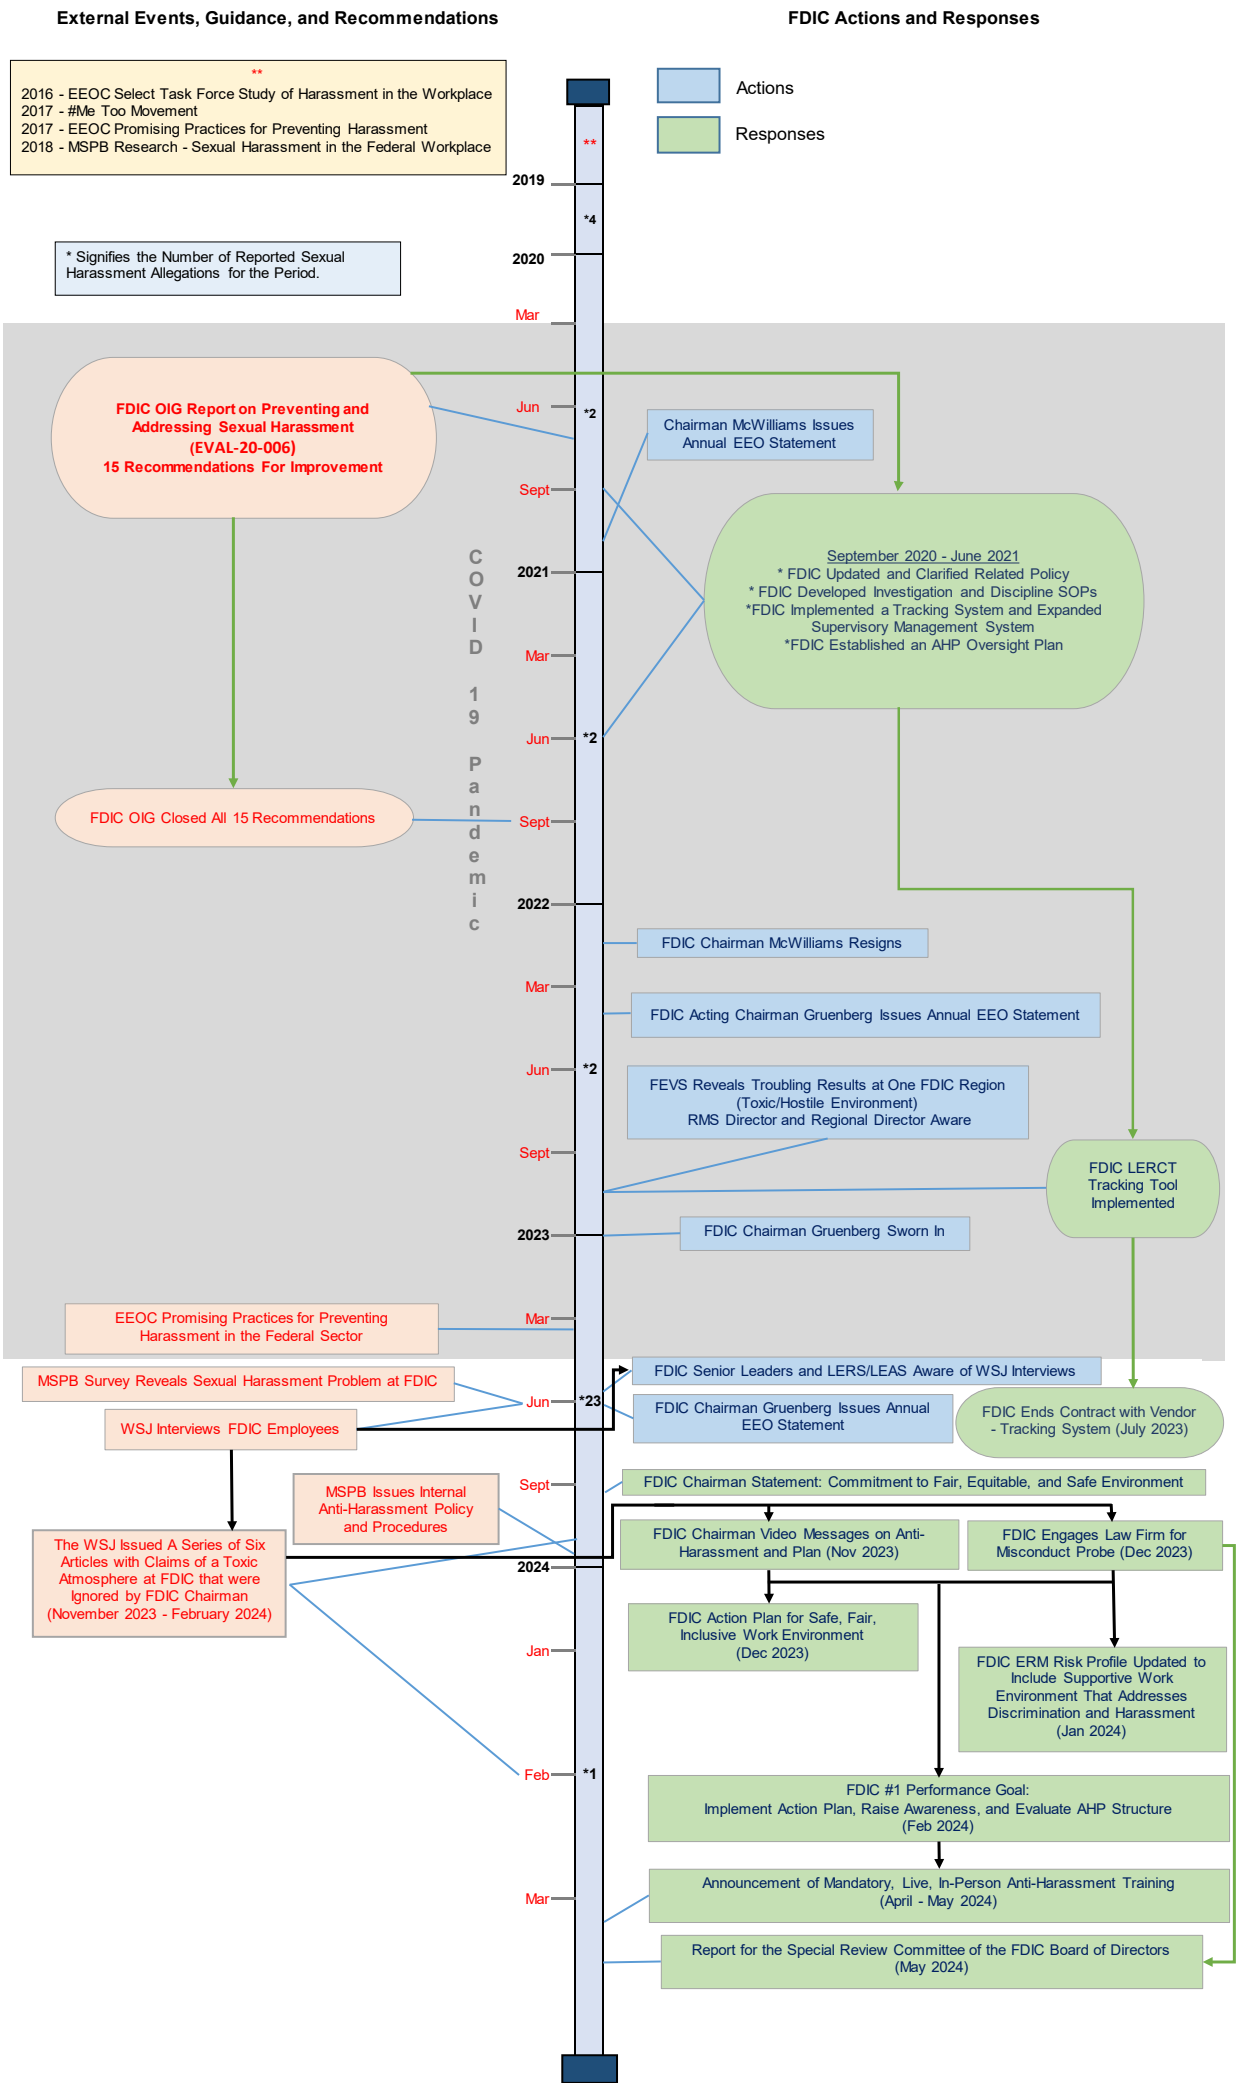 External Events, Guidance, and Recommendations
FDIC Actions and Responses
**
2016 - EEOC Select Task Force Study of Harassment in the Workplace
2017 - #Me Too Movement
2017 - EEOC Promising Practices for Preventing Harassment
2018 - MSPB Research - Sexual Harassment in the Federal Workplace
Actions
Responses
**
2019
*4
* Signifies the Number of Reported Sexual
Harassment Allegations for the Period.
2020
Mar
FDIC OIG Report on Preventing and
Addressing Sexual Harassment
(EVAL-20-006)
15 Recommendations For Improvement
Jun
*2
Chairman McWilliams Issues
Annual EEO Statement
Sept
September 2020 - June 2021
* FDIC Updated and Clarified Related Policy
* FDIC Developed Investigation and Discipline SOPs
*FDIC Implemented a Tracking System and Expanded
Supervisory Management System
*FDIC Established an AHP Oversight Plan
C
O
V
I
D
1
9
P
a
n
d
e
m
i
c
2021
Mar
Jun
*2
FDIC OIG Closed All 15 Recommendations
Sept
2022
FDIC Chairman McWilliams Resigns
Mar
FDIC Acting Chairman Gruenberg Issues Annual EEO Statement
Jun
*2
FEVS Reveals Troubling Results at One FDIC Region
(Toxic/Hostile Environment)
RMS Director and Regional Director Aware
Sept
FDIC LERCT
Tracking Tool
Implemented
2023
FDIC Chairman Gruenberg Sworn In
EEOC Promising Practices for Preventing
Harassment in the Federal Sector
Mar
MSPB Survey Reveals Sexual Harassment Problem at FDIC
FDIC Senior Leaders and LERS/LEAS Aware of WSJ Interviews
Jun
*23
WSJ Interviews FDIC Employees
FDIC Chairman Gruenberg Issues Annual
EEO Statement
FDIC Ends Contract with Vendor
- Tracking System (July 2023)
Sept
FDIC Chairman Statement: Commitment to Fair, Equitable, and Safe Environment
MSPB Issues Internal
Anti-Harassment Policy
and Procedures
The WSJ Issued A Series of Six
Articles with Claims of a Toxic
Atmosphere at FDIC that were
Ignored by FDIC Chairman
(November 2023 - February 2024)
FDIC Chairman Video Messages on Anti-
Harassment and Plan (Nov 2023)
FDIC Engages Law Firm for
Misconduct Probe (Dec 2023)
2024
FDIC Action Plan for Safe, Fair,
Inclusive Work Environment
(Dec 2023)
Jan
FDIC ERM Risk Profile Updated to
Include Supportive Work
Environment That Addresses
Discrimination and Harassment
(Jan 2024)
Feb
*1
FDIC #1 Performance Goal:
Implement Action Plan, Raise Awareness, and Evaluate AHP Structure
(Feb 2024)
Mar
Announcement of Mandatory, Live, In-Person Anti-Harassment Training
(April - May 2024)
Report for the Special Review Committee of the FDIC Board of Directors
(May 2024)